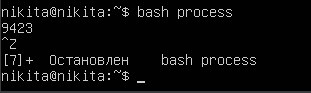 nikita@nikita:~$ bash process
9423
^Z
[7]+  Остановлен    bash process
nikita@nikita:~$ _